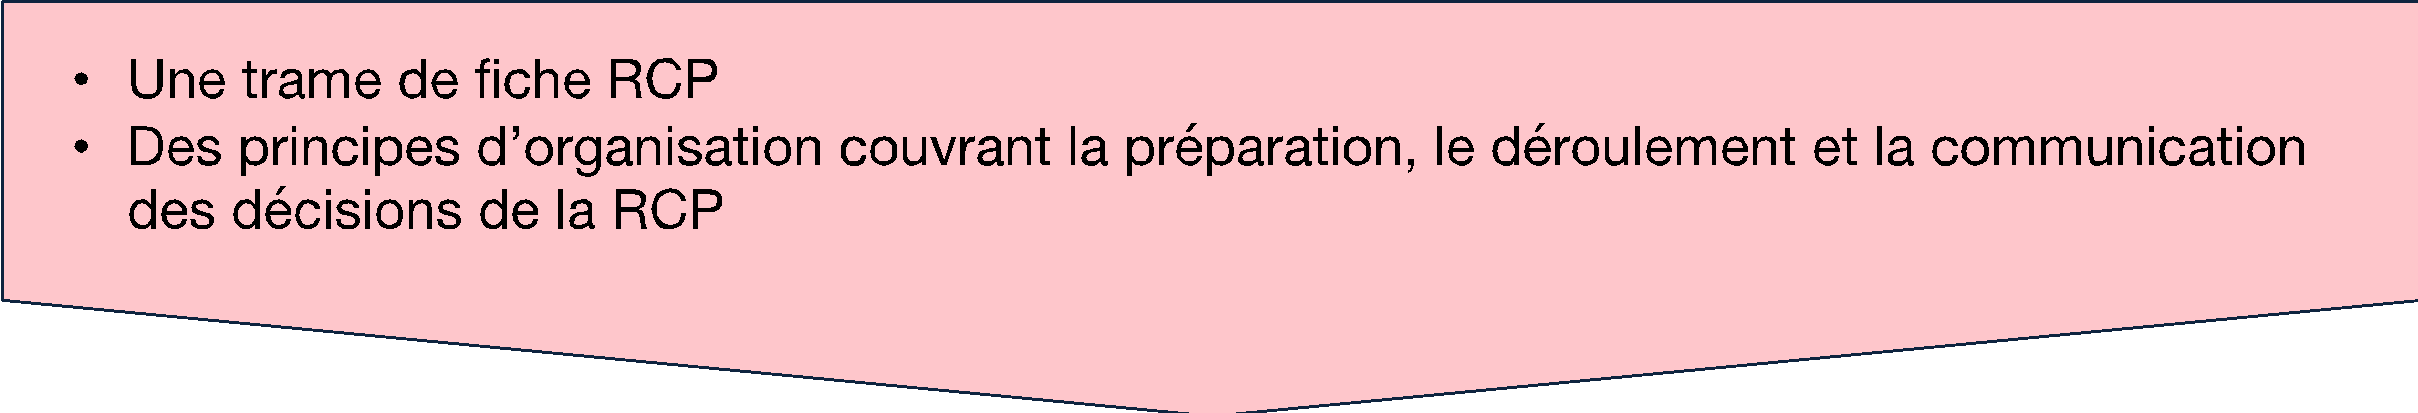 • Une trame de fiche RCP
• Des principes d’organisation couvrant la préparation, le déroulement et la communication
des décisions de la RCP